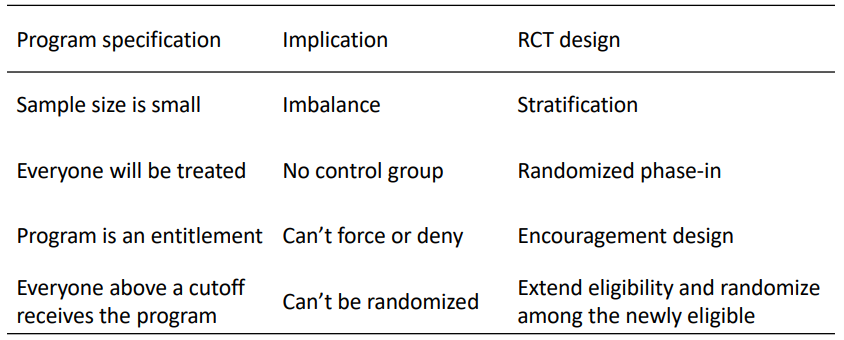 Program specification Implication RCT design
Sample size is small Imbalance Stratification
Everyone will be treated No control group Randomized phase-in
Program is an entitlement Can’t force or deny Encouragement design
Everyone above a cutoff receives the program Can’t be randomized Extend eligibility and randomize among the newly eligible